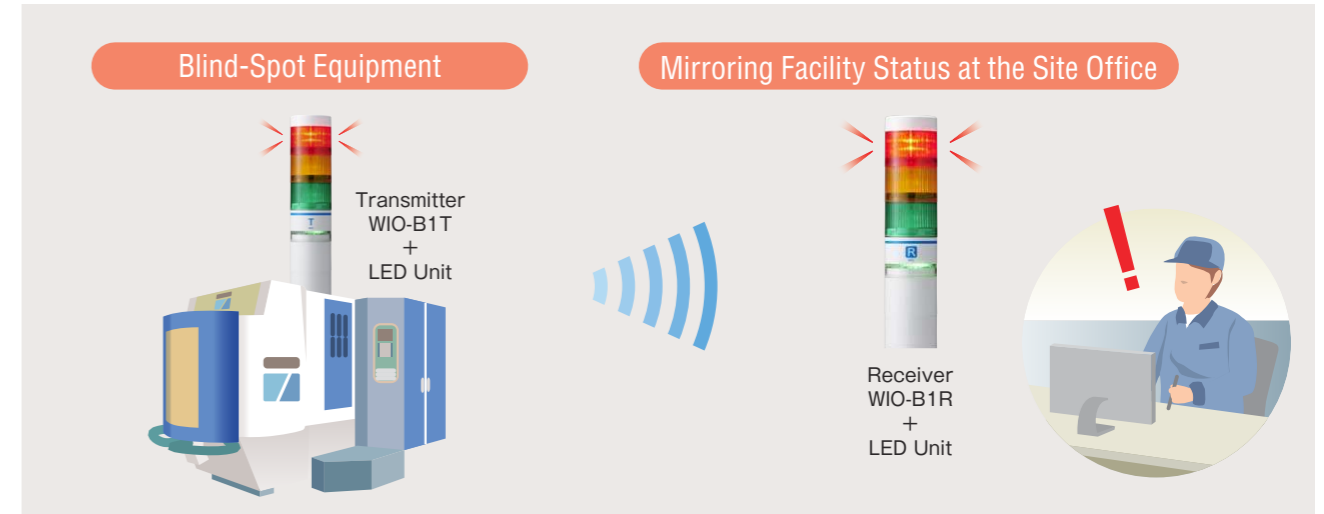 Blind-Spot Equipment
Mirroring Facility Status at the Site Office
Transmitter
WIO-B1T
+
LED Unit
T
R
Receiver
WIO-B1R
+
LED Unit